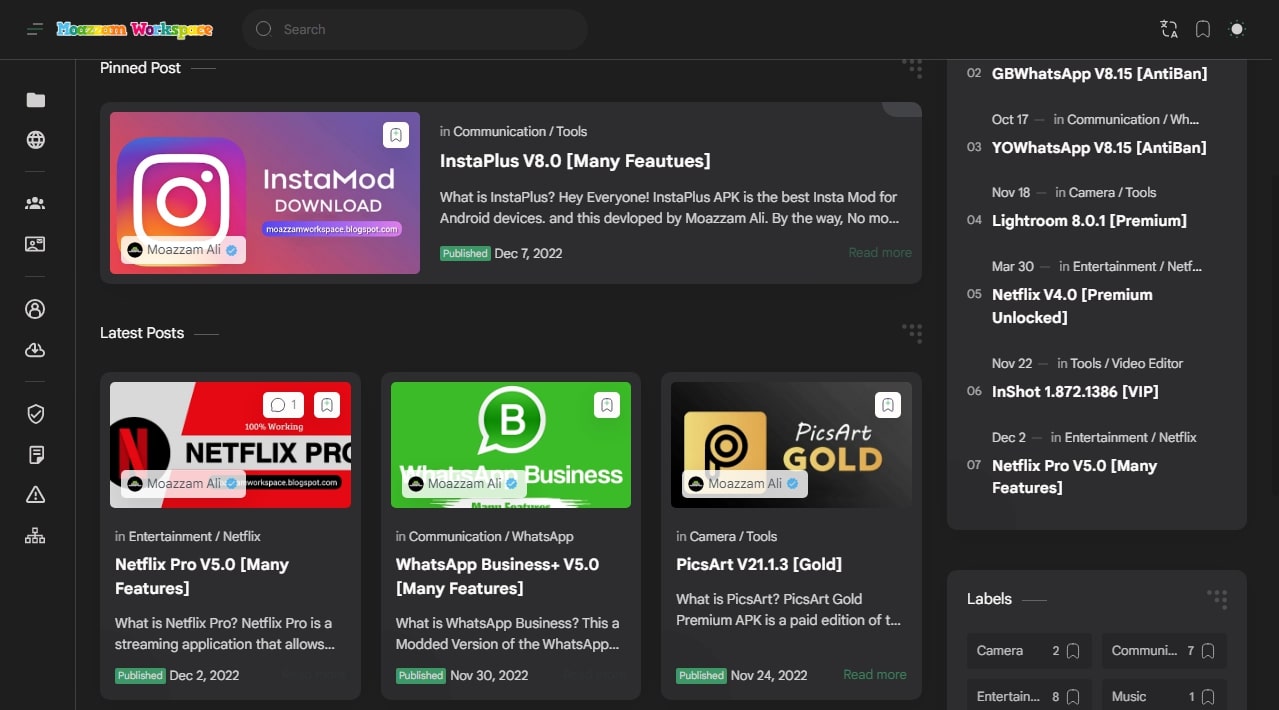 Moazzam Workspace
Search
Pinned Post
InstaMod
DOWNLOAD
moazzamworkspace.blogspot.com
Moazzam Ali
in Communication / Tools
InstaPlus V8.0 [Many Feautues]
What is InstaPlus? Hey Everyone! InstaPlus APK is the best Insta Mod for
Android devices. and this devloped by Moazzam Ali. By the way, No mo...
Published Dec 7, 2022
Read more
Latest Posts
1
100% Working
NETFLIX PRO
moazzamworkspace.blogspot.com
Moazzam Ali
in Entertainment / Netflix
Netflix Pro V5.0 [Many
Features]
What is Netflix Pro? Netflix Pro is a
streaming application that allows...
Published Dec 2, 2022
Read more
B
WhatsApp Business
Many Features
Moazzam Ali
in Communication / WhatsApp
WhatsApp Business+ V5.0
[Many Features]
What is WhatsApp Business? This a
Modded Version of the WhatsApp...
Published Nov 30, 2022
Read more
PicsArt
GOLD
Moazzam Ali
in Camera / Tools
PicsArt V21.1.3 [Gold]
What is PicsArt? PicsArt Gold
Premium APK is a paid edition of t...
Published Nov 24, 2022
Read more
02 GBWhatsApp V8.15 [AntiBan]
Oct 17 — in Communication / Wh...
03 YOWhatsApp V8.15 [AntiBan]
Nov 18 — in Camera / Tools
04 Lightroom 8.0.1 [Premium]
Mar 30 — in Entertainment / Netf...
05 Netflix V4.0 [Premium
Unlocked]
Nov 22 — in Tools / Video Editor
06 InShot 1.872.1386 [VIP]
Dec 2 — in Entertainment / Netflix
07 Netflix Pro V5.0 [Many
Features]
Labels
Camera 2
Communi... 7
Entertain... 8
Music 1